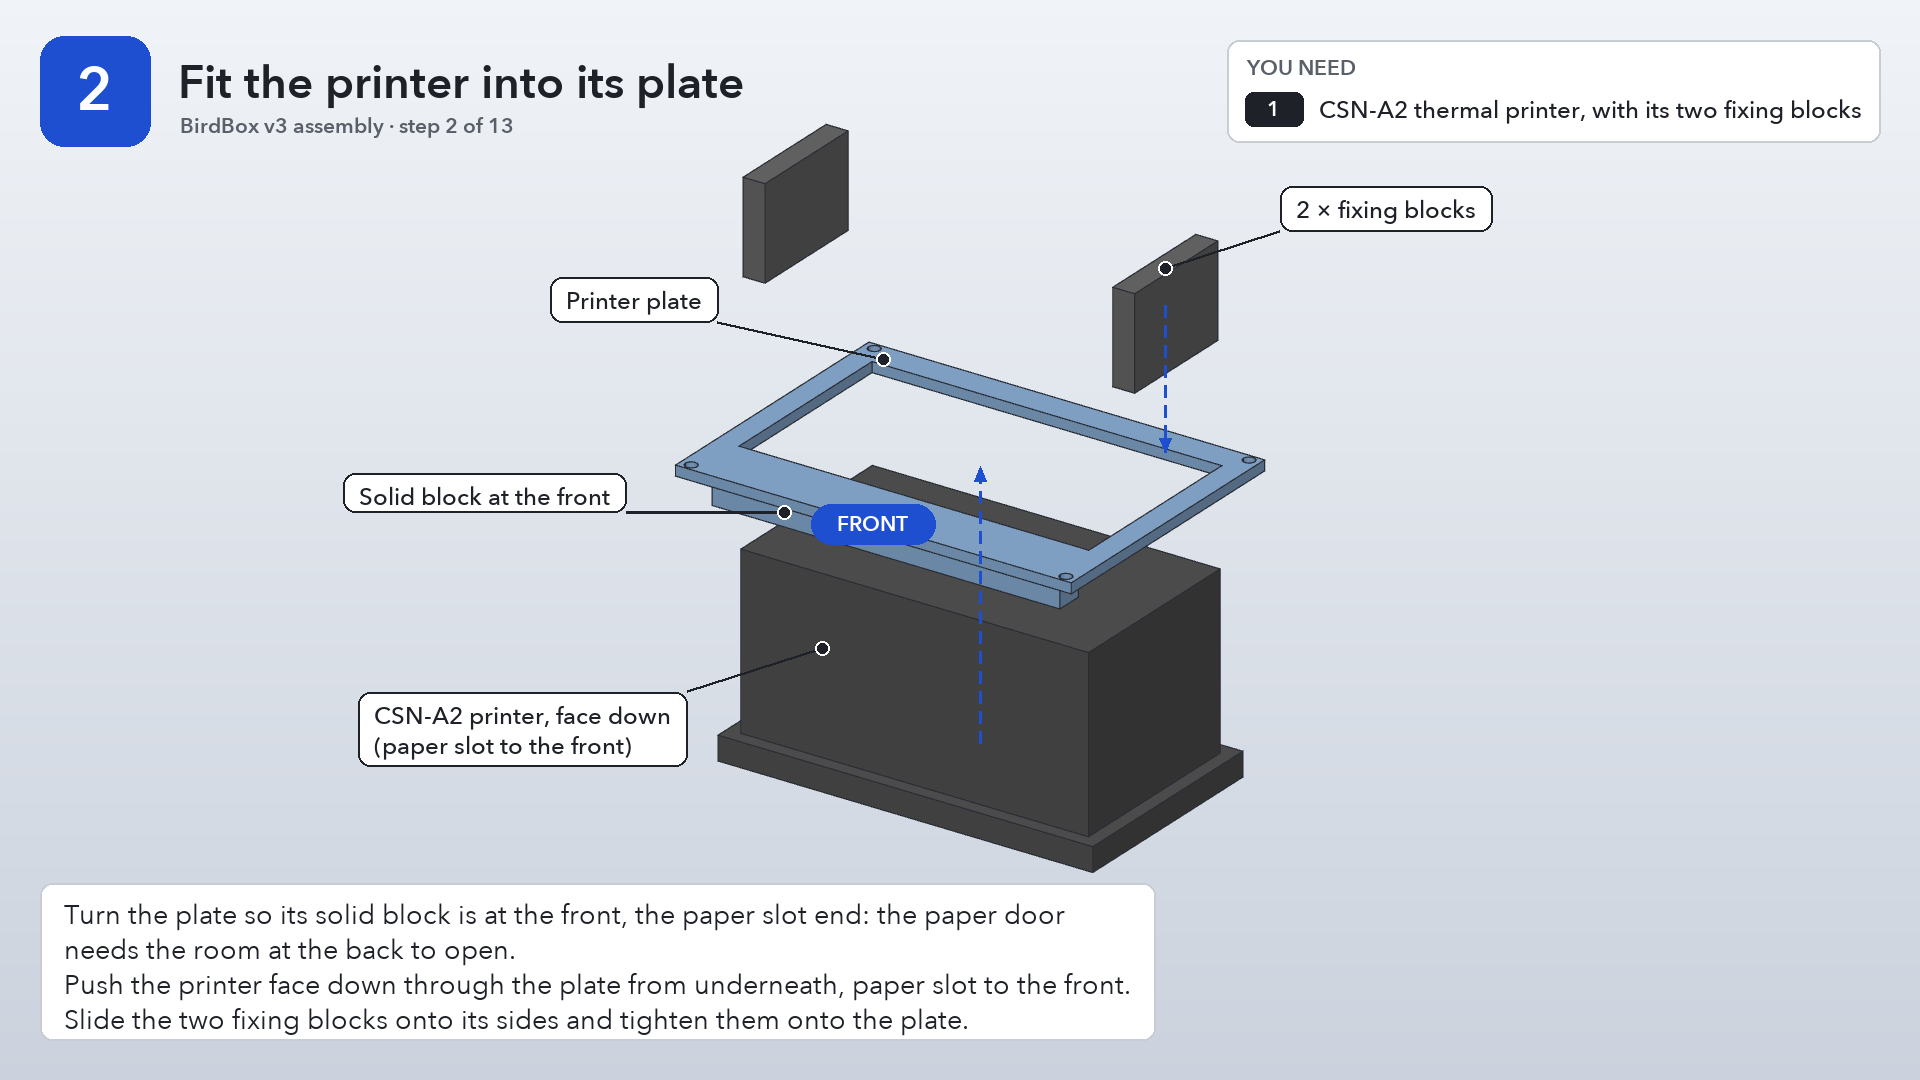 2
Fit the printer into its plate
BirdBox v3 assembly · step 2 of 13
YOU NEED
1 CSN-A2 thermal printer, with its two fixing blocks
2 × fixing blocks
Printer plate
Solid block at the front
FRONT
CSN-A2 printer, face down
(paper slot to the front)
Turn the plate so its solid block is at the front, the paper slot end: the paper door
needs the room at the back to open.
Push the printer face down through the plate from underneath, paper slot to the front.
Slide the two fixing blocks onto its sides and tighten them onto the plate.